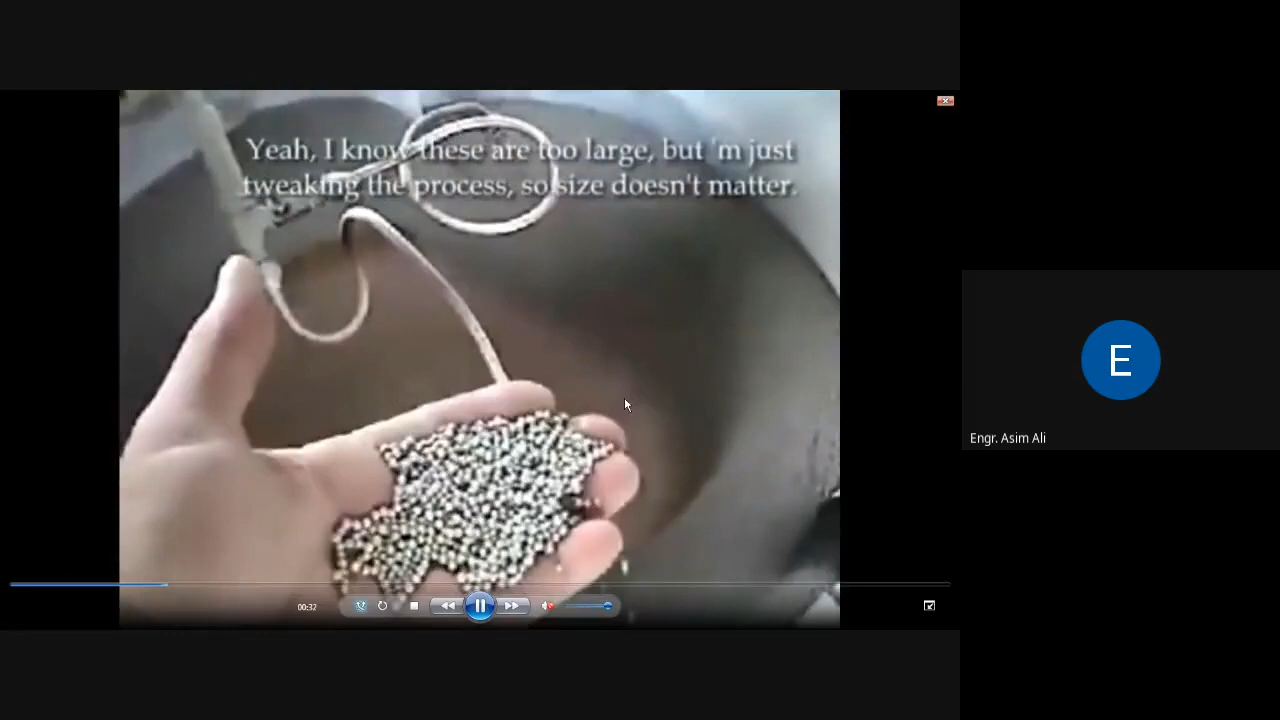 Yeah, I know these are too large, but 'm just
tweaking the process, so size doesn't matter.
E
Engr. Asim Ali
00:32